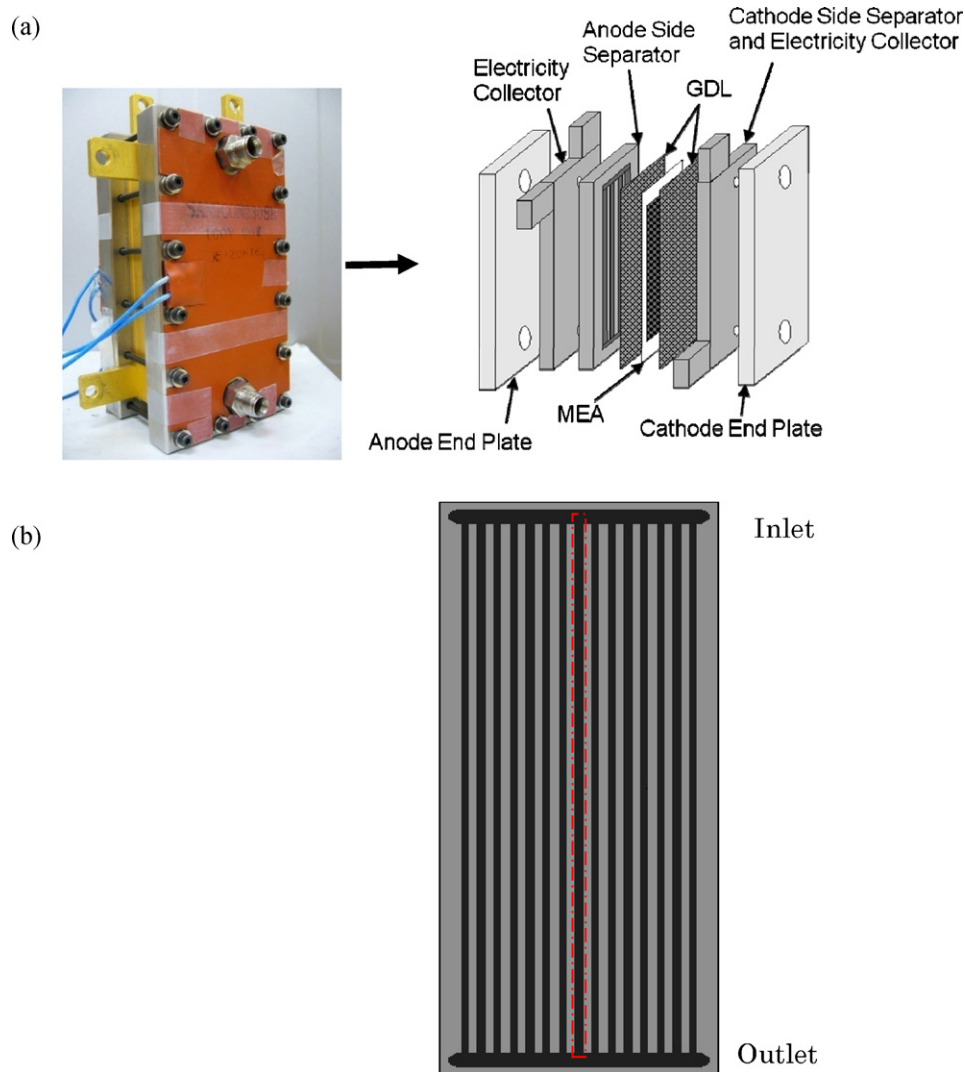 (a)
Cathode Side Separator
and Electricity Collector
Anode Side
Separator
Electricity
Collector
GDL
MEA
Anode End Plate
Cathode End Plate
(b)
Inlet
Outlet